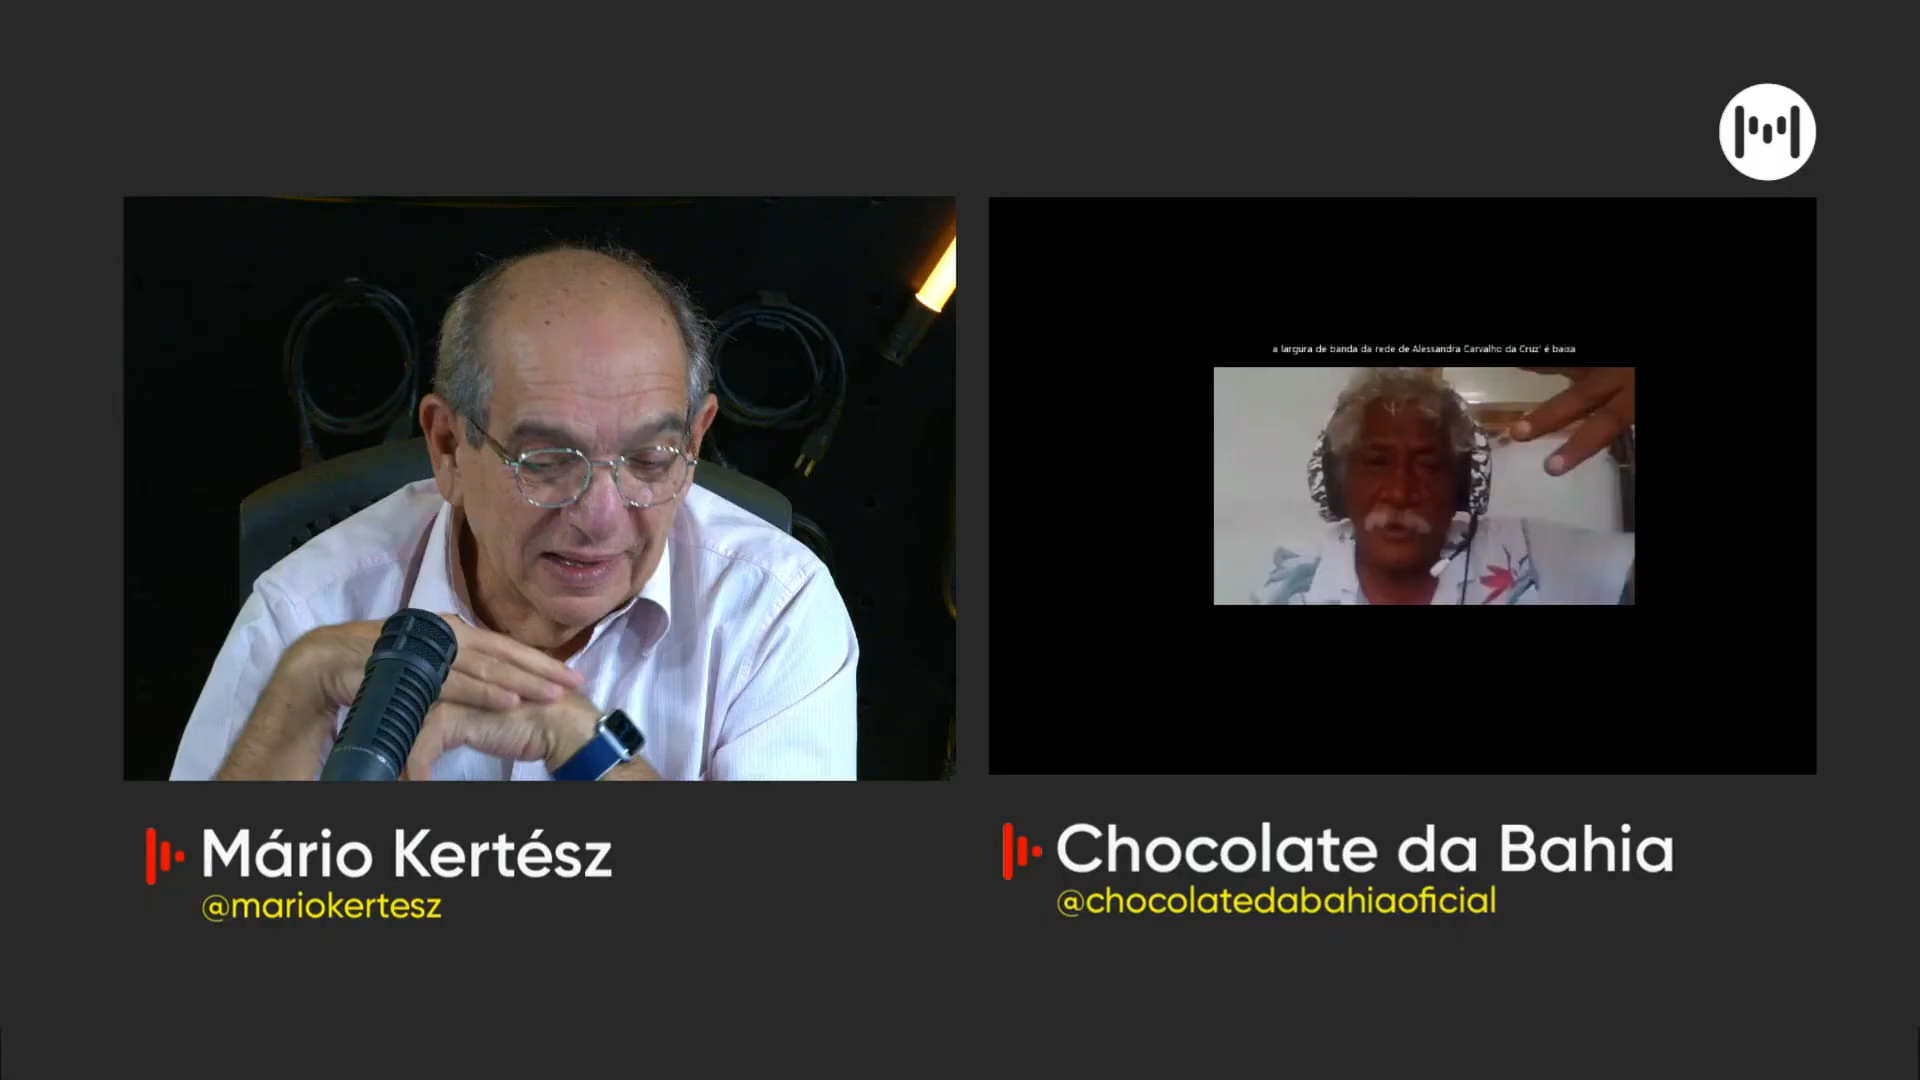 a largura de banda da rede de Alessandra Carvalho da Cruz' é baixa
Mário Kertész
@mariokertesz
Chocolate da Bahia
@chocolatedabahiaoficial